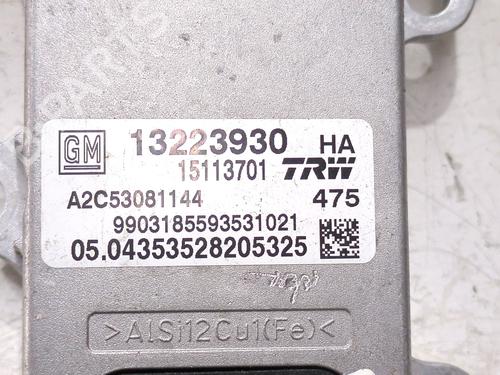 GM 13223930 HA
15113701 TRW
A2C53081144 475
9903185593531021
05.04353528205325
>AlSi12Cu1(Fe)<